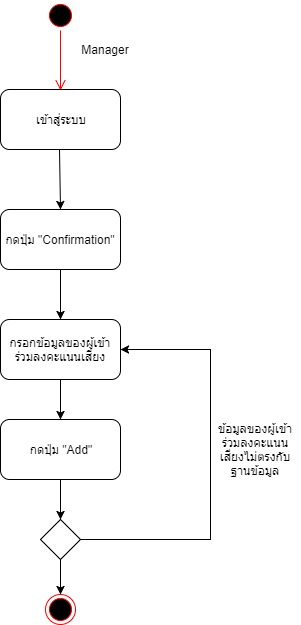 Manager
เข้าสู่ระบบ
กดปุ่ม "Confirmation"
กรอกข้อมูลของผู้เข้า
ร่วมลงคะแนนเสียง
กดปุ่ม "Add"
ข้อมูลของผู้เข้า
ร่วมลงคะแนน
เสียงไม่ตรงกับ
ฐานข้อมูล